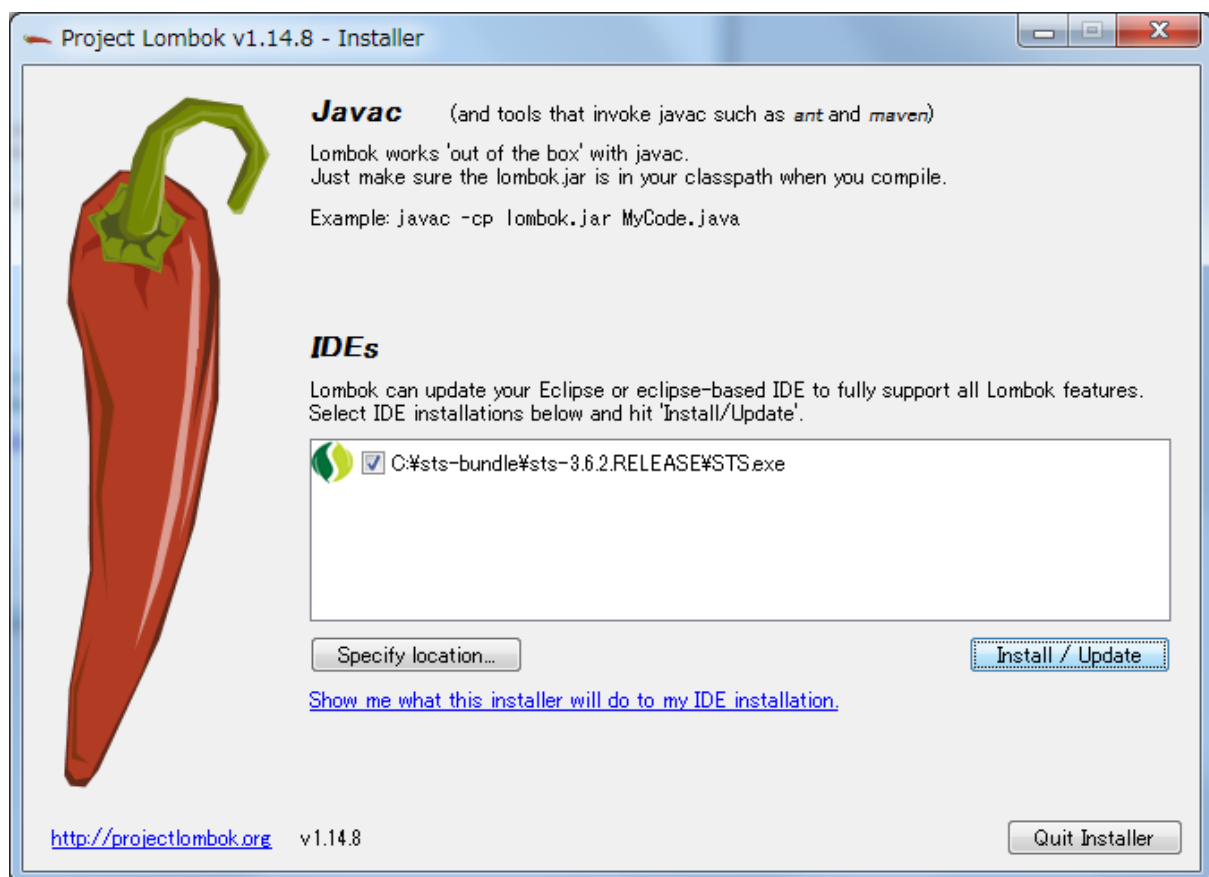 Project Lombok v1.14.8 - Installer
Javac (and tools that invoke javac such as ant and maven)
Lombok works 'out of the box' with javac.
Just make sure the lombok.jar is in your classpath when you compile.
Example: javac -cp lombok.jar MyCode.java
IDEs
Lombok can update your Eclipse or eclipse-based IDE to fully support all Lombok features.
Select IDE installations below and hit 'Install/Update'.
C:¥sts-bundle¥sts-3.6.2.RELEASE¥STS.exe
Specify location... Install / Update
Show me what this installer will do to my IDE installation.
http://projectlombok.org v1.14.8 Quit Installer